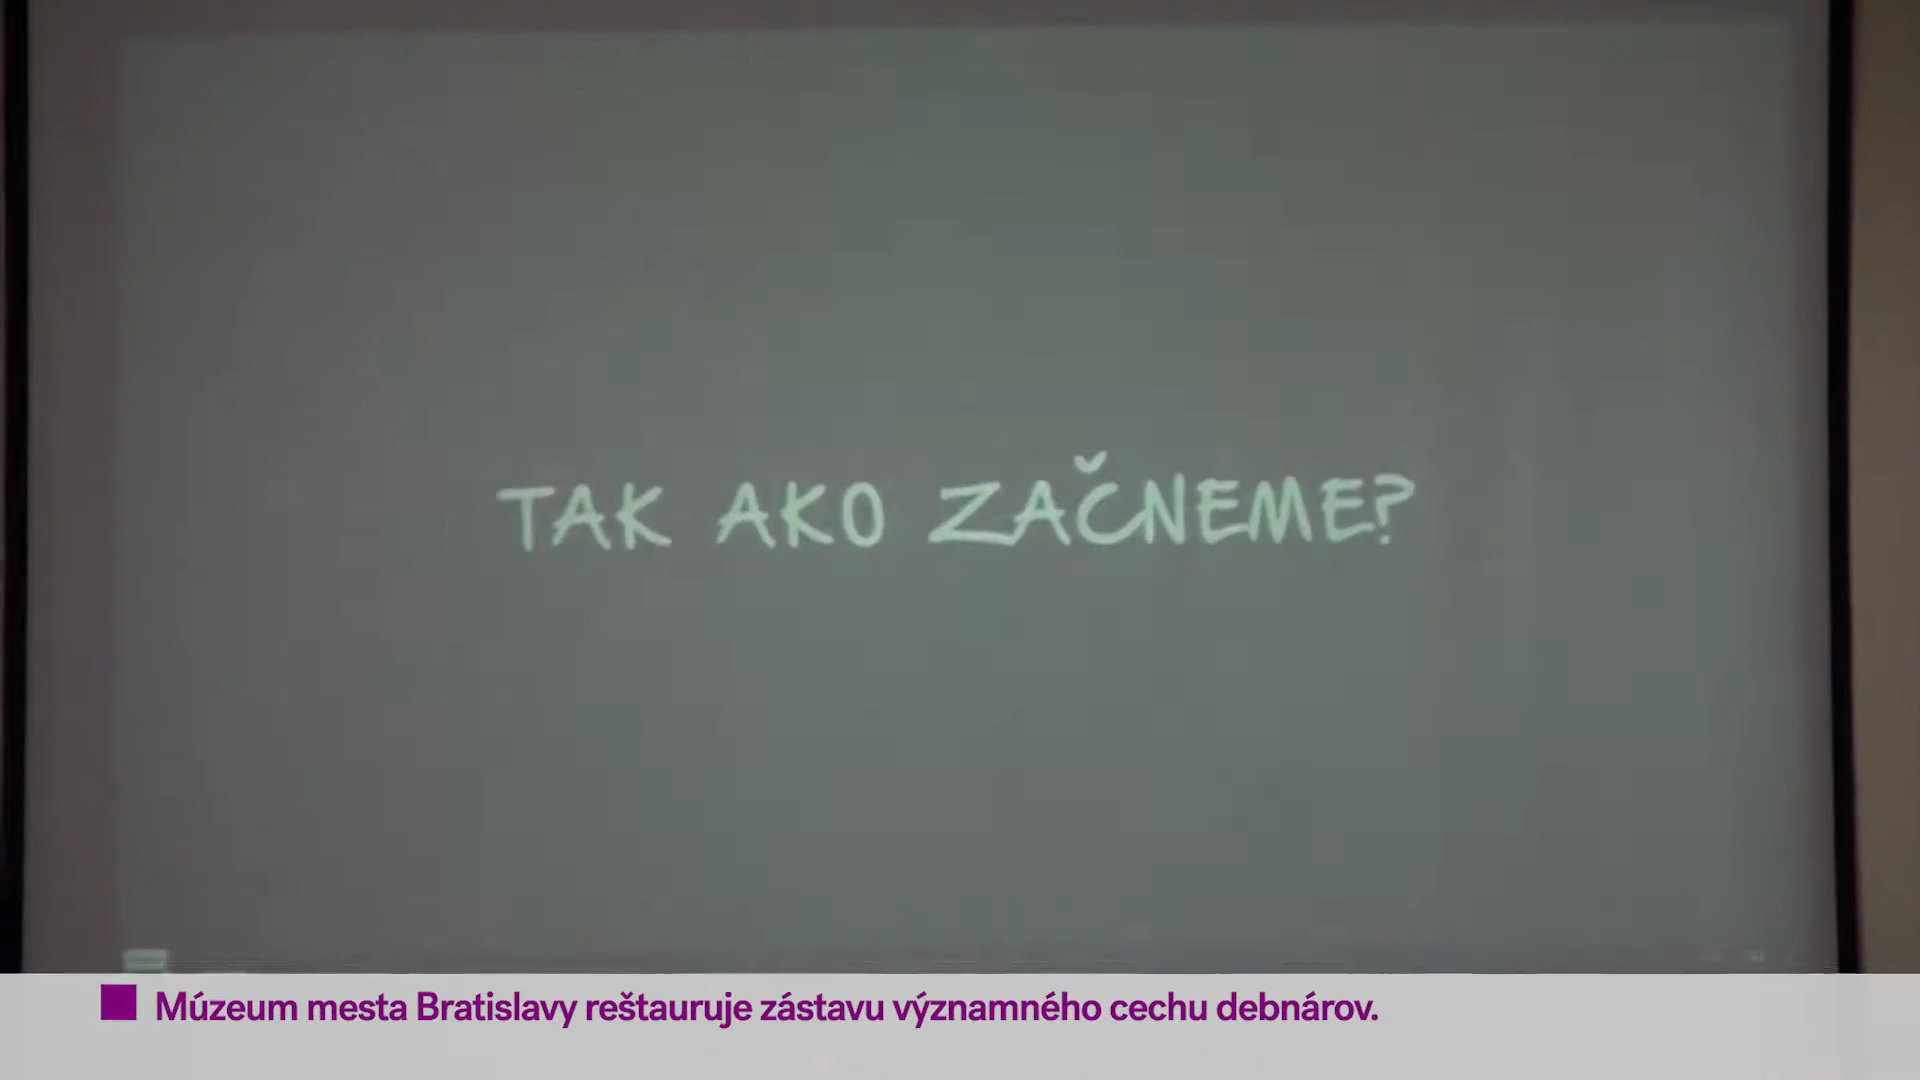 TAK AKO ZAČNEME?
Múzeum mesta Bratislavy reštauruje zástavu významného cechu debnárov.